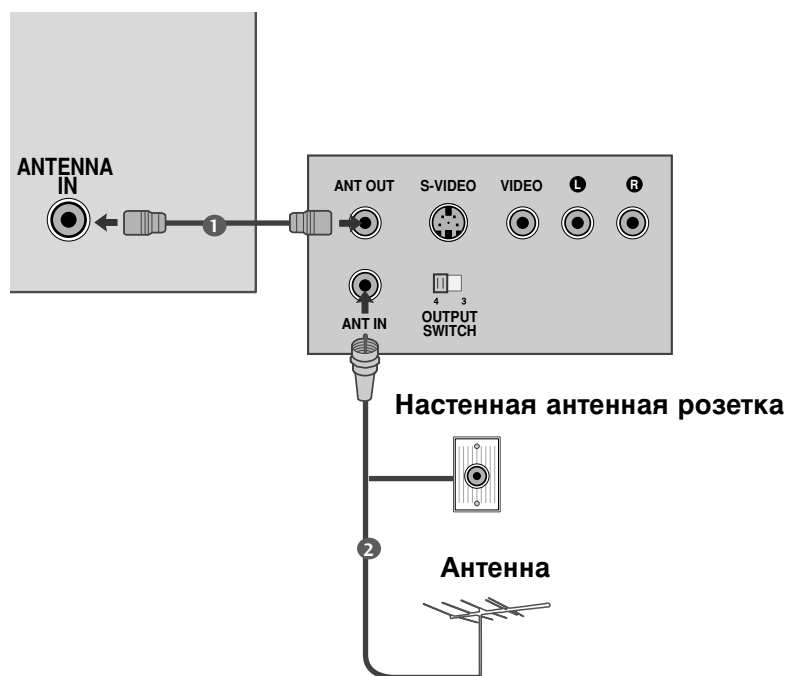 ANTENNA
IN
ANT OUT
S-VIDEO
VIDEO
L
R
1
ANT IN
4
3
OUTPUT
SWITCH
Настенная антенная розетка
2
Антенна